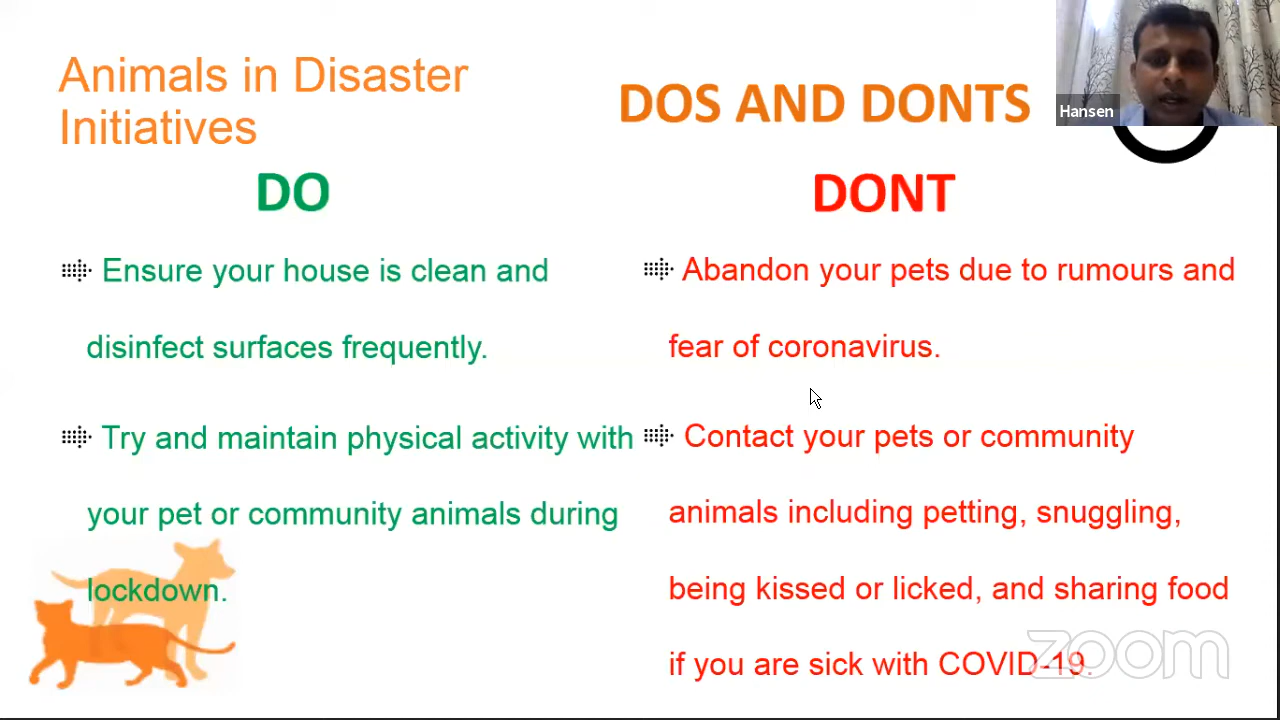 Animals in Disaster
Initiatives
DOS AND DONTS
Hansen
DO
Ensure your house is clean and
disinfect surfaces frequently.
Try and maintain physical activity with
your pet or community animals during
lockdown.
DONT
Abandon your pets due to rumours and
fear of coronavirus.
Contact your pets or community
animals including petting, snuggling,
being kissed or licked, and sharing food
if you are sick with COVID-19.
zoom